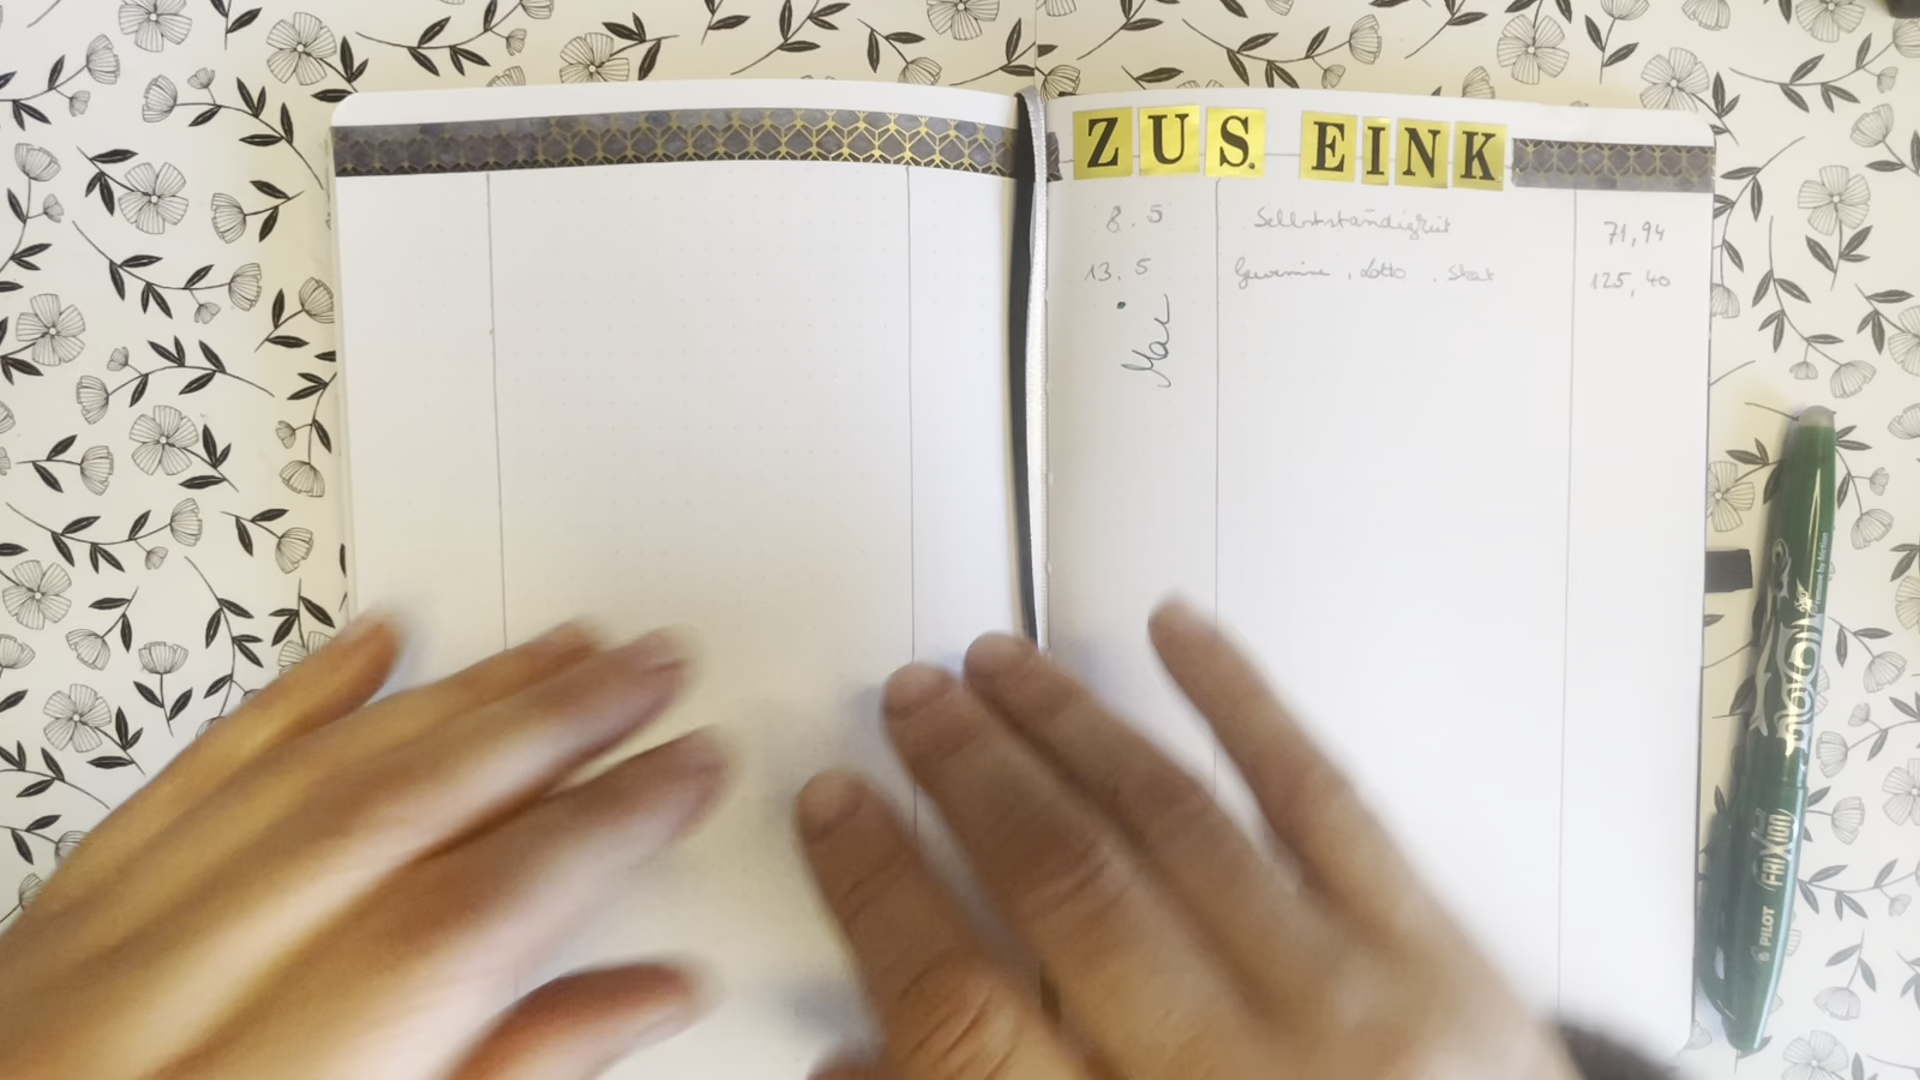 ZUS. EINK
8.5 Selbstständigkeit 71,94
13.5 Gewinne, Lotto, Skat 125,40
Mai
PILOT FRIXION